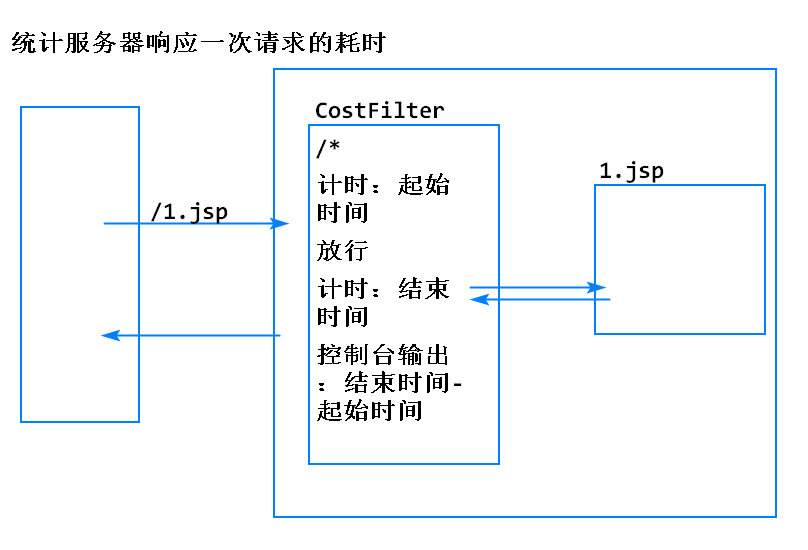 统计服务器响应一次请求的耗时
CostFilter
/*
计时：起始
时间
放行
计时：结束
时间
控制台输出
：结束时间-
起始时间
/1.jsp
1.jsp